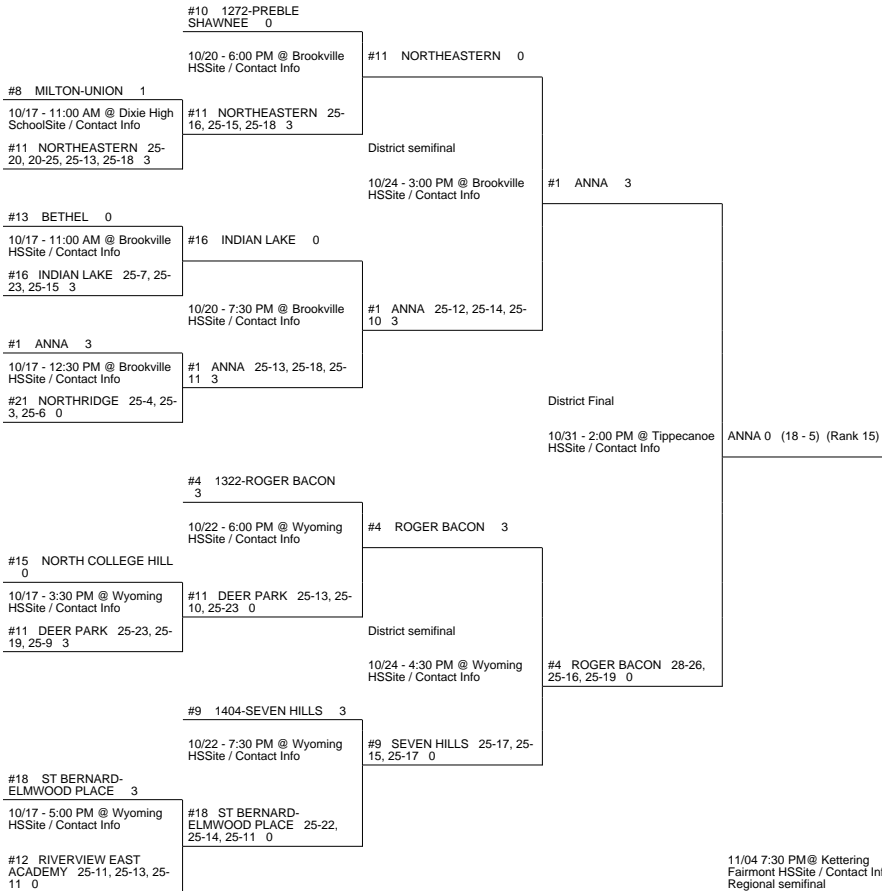 #10 1272-PREBLE
SHAWNEE 0
10/20 - 6:00 PM @ Brookville
HSSite / Contact Info
#11 NORTHEASTERN 0
#8 MILTON-UNION 1
10/17 - 11:00 AM @ Dixie High
SchoolSite / Contact Info
#11 NORTHEASTERN 25-
16, 25-15, 25-18 3
#11 NORTHEASTERN 25-
20, 20-25, 25-13, 25-18 3
District semifinal
10/24 - 3:00 PM @ Brookville
HSSite / Contact Info
#1 ANNA 3
#13 BETHEL 0
10/17 - 11:00 AM @ Brookville
HSSite / Contact Info
#16 INDIAN LAKE 0
#16 INDIAN LAKE 25-7, 25-
23, 25-15 3
10/20 - 7:30 PM @ Brookville
HSSite / Contact Info
#1 ANNA 25-12, 25-14, 25-
10 3
#1 ANNA 3
10/17 - 12:30 PM @ Brookville
HSSite / Contact Info
#1 ANNA 25-13, 25-18, 25-
11 3
#21 NORTHRIDGE 25-4, 25-
3, 25-6 0
District Final
10/31 - 2:00 PM @ Tippecanoe
HSSite / Contact Info
ANNA 0 (18 - 5) (Rank 15)
#4 1322-ROGER BACON
3
10/22 - 6:00 PM @ Wyoming
HSSite / Contact Info
#4 ROGER BACON 3
#15 NORTH COLLEGE HILL
0
10/17 - 3:30 PM @ Wyoming
HSSite / Contact Info
#11 DEER PARK 25-13, 25-
10, 25-23 0
#11 DEER PARK 25-23, 25-
19, 25-9 3
District semifinal
10/24 - 4:30 PM @ Wyoming
HSSite / Contact Info
#4 ROGER BACON 28-26,
25-16, 25-19 0
#9 1404-SEVEN HILLS 3
10/22 - 7:30 PM @ Wyoming
HSSite / Contact Info
#9 SEVEN HILLS 25-17, 25-
15, 25-17 0
#18 ST BERNARD-
ELMWOOD PLACE 3
10/17 - 5:00 PM @ Wyoming
HSSite / Contact Info
#18 ST BERNARD-
ELMWOOD PLACE 25-22,
25-14, 25-11 0
#12 RIVERVIEW EAST
ACADEMY 25-11, 25-13, 25-
11 0
11/04 7:30 PM@ Kettering
Fairmont HSSite / Contact
Regional semifinal